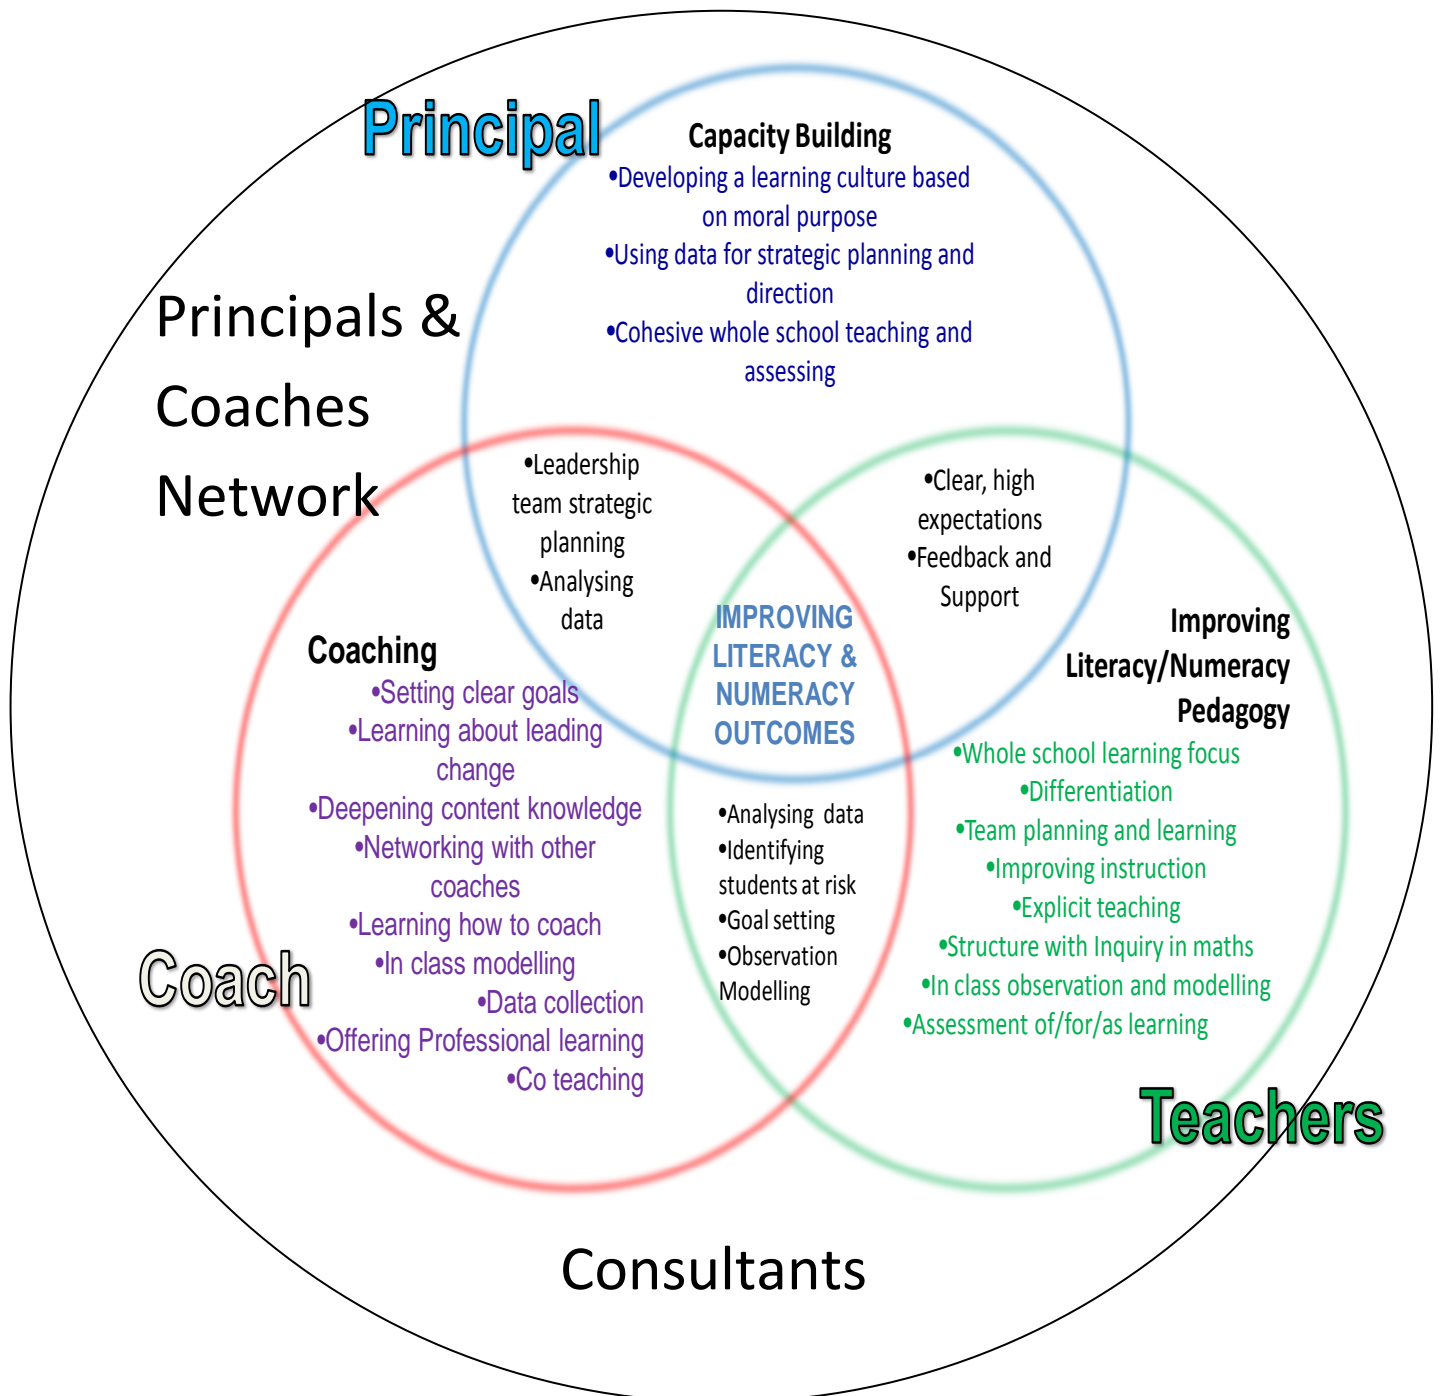 Principal
Capacity Building
•Developing a learning culture based
on moral purpose
•Using data for strategic planning and
direction
•Cohesive whole school teaching and
assessing
Principals &
Coaches
Network
•Leadership
team strategic
planning
•Analysing
data
•Clear, high
expectations
•Feedback and
Support
IMPROVING
LITERACY &
NUMERACY
OUTCOMES
Coaching
•Setting clear goals
•Learning about leading
change
•Deepening content knowledge
•Networking with other
coaches
•Learning how to coach
•In class modelling
•Data collection
•Offering Professional learning
•Co teaching
Coach
•Analysing  data
•Identifying
students at risk
•Goal setting
•Observation
Modelling
Improving
Literacy/Numeracy
Pedagogy
•Whole school learning focus
•Differentiation
•Team planning and learning
•Improving instruction
•Explicit teaching
•Structure with Inquiry in maths
•In class observation and modelling
•Assessment of/for/as learning
Teachers
Consultants